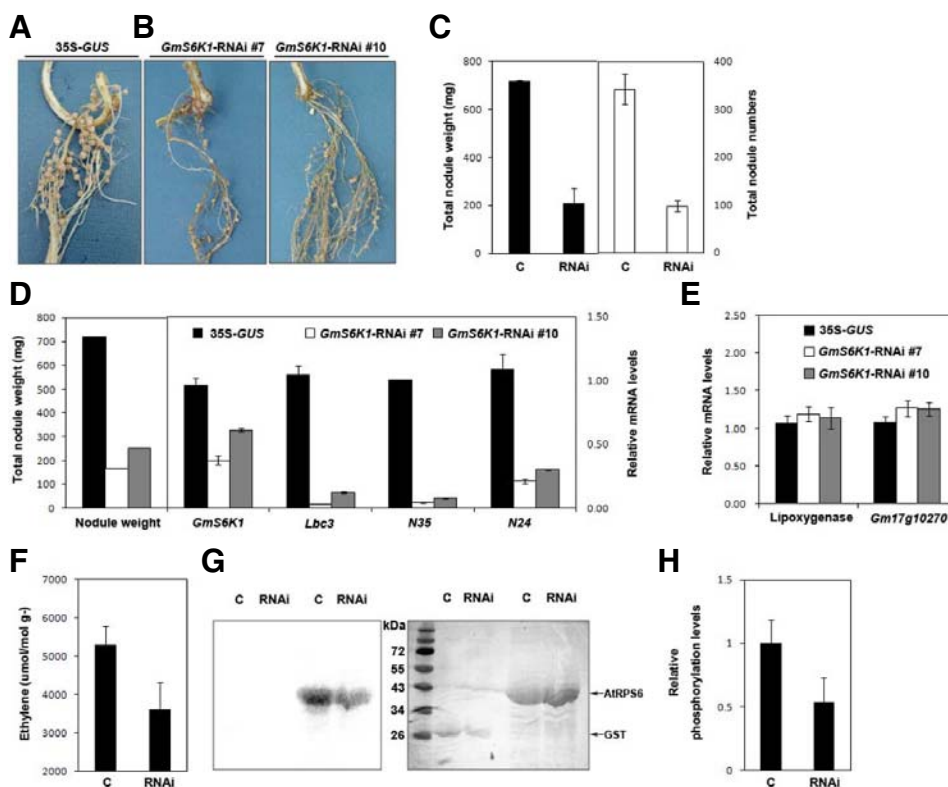 A
B
35S-GUS
GmS6K1-RNAi #7
GmS6K1-RNAi #10
C
Total nodule weight (mg)
800
600
400
200
0
400
300
200
100
0
Total nodule numbers
C
RNAi
C
RNAi
D
Total nodule weight (mg)
800
700
600
500
400
300
200
100
0
35S-GUS
GmS6K1-RNAi #7
GmS6K1-RNAi #10
1.50
1.00
0.50
0.00
Relative mRNA levels
Nodule weight
GmS6K1
Lbc3
N35
N24
E
Relative mRNA levels
2.50
2.00
1.50
1.00
0.50
0.00
35S-GUS
GmS6K1-RNAi #7
GmS6K1-RNAi #10
Lipoxygenase
Gm17g10270
F
Ethylene (umol/mol g-)
7000
6000
5000
4000
3000
2000
C
RNAi
G
C RNAi
C RNAi
C RNAi
C RNAi
kDa
72
55
43
34
26
AtRPS6
GST
H
Relative
phosphorylation levels
1.5
1
0.5
0
C
RNAi